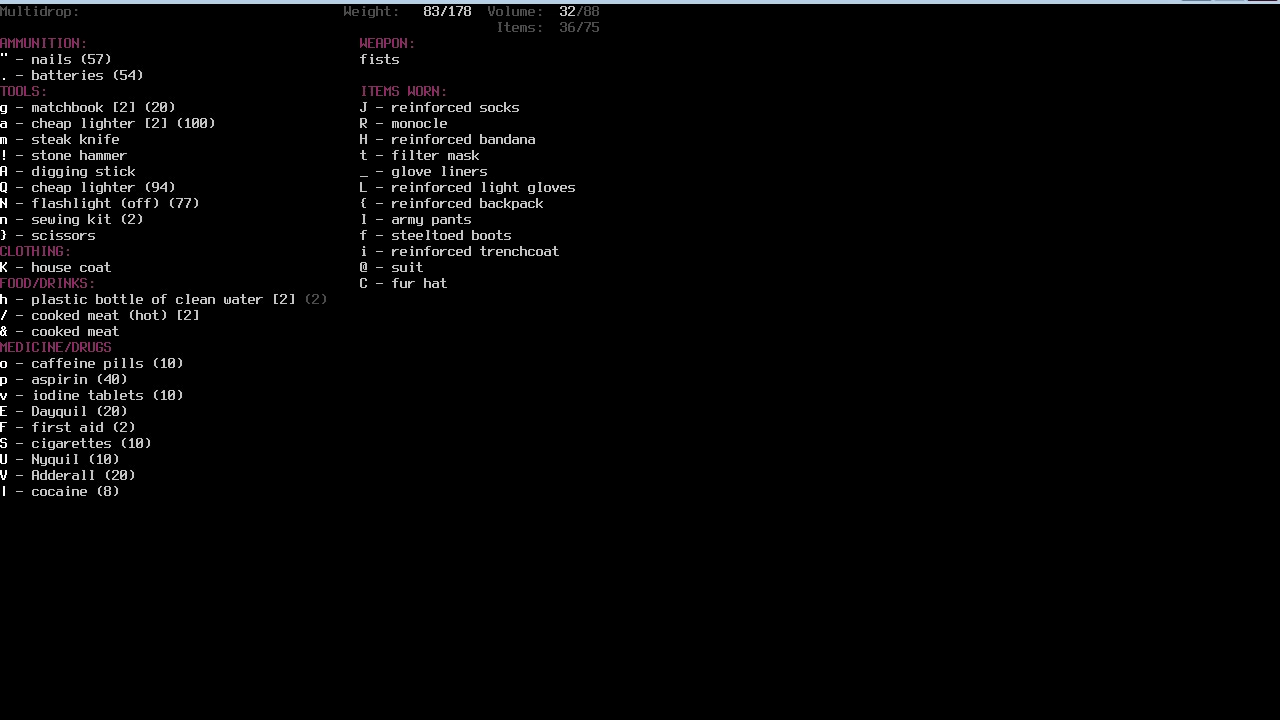 Multidrop: Weight: 83/178 Volume: 32/88
Items: 36/75
AMMUNITION:
" - nails (57)
. - batteries (54)
TOOLS:
g - matchbook [2] (20)
a - cheap lighter [2] (100)
m - steak knife
! - stone hammer
A - digging stick
Q - cheap lighter (94)
N - flashlight (off) (77)
n - sewing kit (2)
} - scissors
CLOTHING:
K - house coat
FOOD/DRINKS:
h - plastic bottle of clean water [2] (2)
/ - cooked meat (hot) [2]
& - cooked meat
MEDICINE/DRUGS
o - caffeine pills (10)
p - aspirin (40)
v - iodine tablets (10)
E - Dayquil (20)
F - first aid (2)
S - cigarettes (10)
U - Nyquil (10)
V - Adderall (20)
| - cocaine (8)
WEAPON:
fists
ITEMS WORN:
J - reinforced socks
R - monocle
H - reinforced bandana
t - filter mask
_ - glove liners
L - reinforced light gloves
{ - reinforced backpack
I - army pants
f - steeltoed boots
i - reinforced trenchcoat
@ - suit
C - fur hat